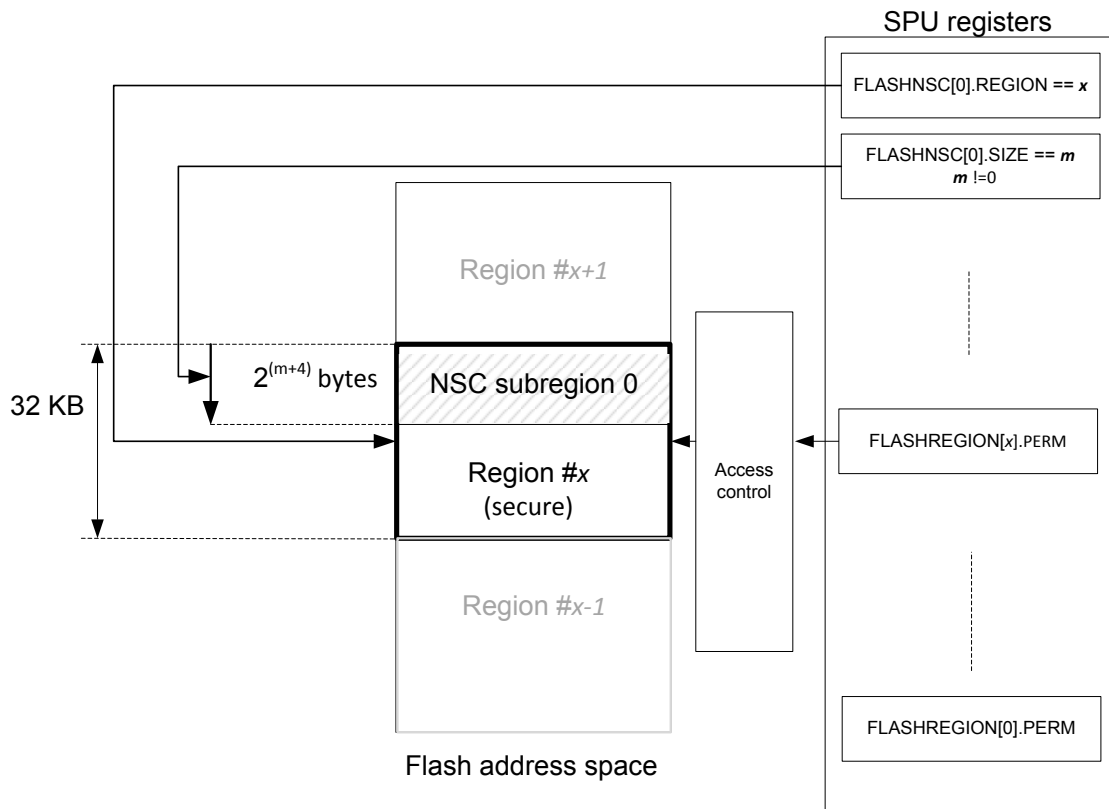 SPU registers
FLASHNSC[0].REGION == x
FLASHNSC[0].SIZE == m
m !=0
Region #x+1
2^(m+4) bytes
NSC subregion 0
32 KB
FLASHREGION[x].PERM
Region #x
(secure)
Access
control
Region #x-1
FLASHREGION[0].PERM
Flash address space